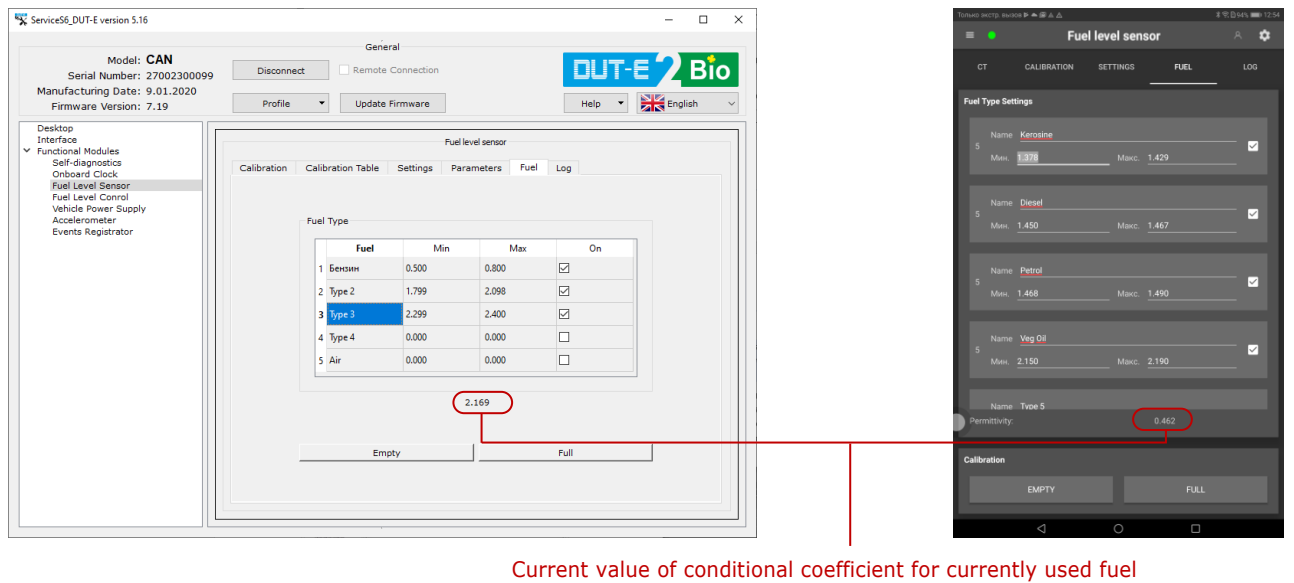 ServiceS6_DUT-E version 5.16
General
Model: CAN
Serial Number: 27002300099
Manufacturing Date: 9.01.2020
Firmware Version: 7.19
Disconnect
Remote Connection
Profile
Update Firmware
DUT-E 2 Bio
Help
English
Desktop
Interface
Functional Modules
Self-diagnostics
Onboard Clock
Fuel Level Sensor
Fuel Level Conrol
Vehicle Power Supply
Accelerometer
Events Registrator
Fuel level sensor
Calibration Calibration Table Settings Parameters Fuel Log
Fuel Type
Fuel Min Max On
1 Бензин 0.500 0.800
2 Type 2 1.799 2.098
3 Type 3 2.299 2.400
4 Type 4 0.000 0.000
5 Air 0.000 0.000
2.169
Empty Full
Только экстр. вызов 94% 12:54
Fuel level sensor
CT CALIBRATION SETTINGS FUEL LOG
Fuel Type Settings
Name Kerosine
5
Мин. 1.378 Макс. 1.429
Name Diesel
5
Мин. 1.450 Макс. 1.467
Name Petrol
5
Мин. 1.468 Макс. 1.490
Name Veg Oil
5
Мин. 2.150 Макс. 2.190
Name Type 5
Permittivity: 0.462
Calibration
EMPTY FULL
Current value of conditional coefficient for currently used fuel